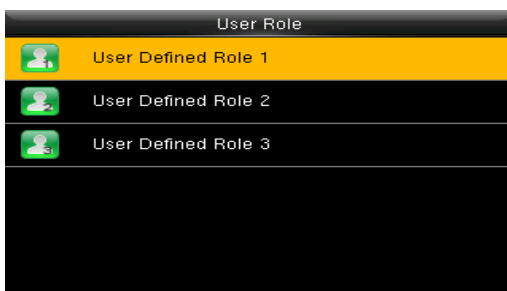 User Role
User Defined Role 1
User Defined Role 2
User Defined Role 3